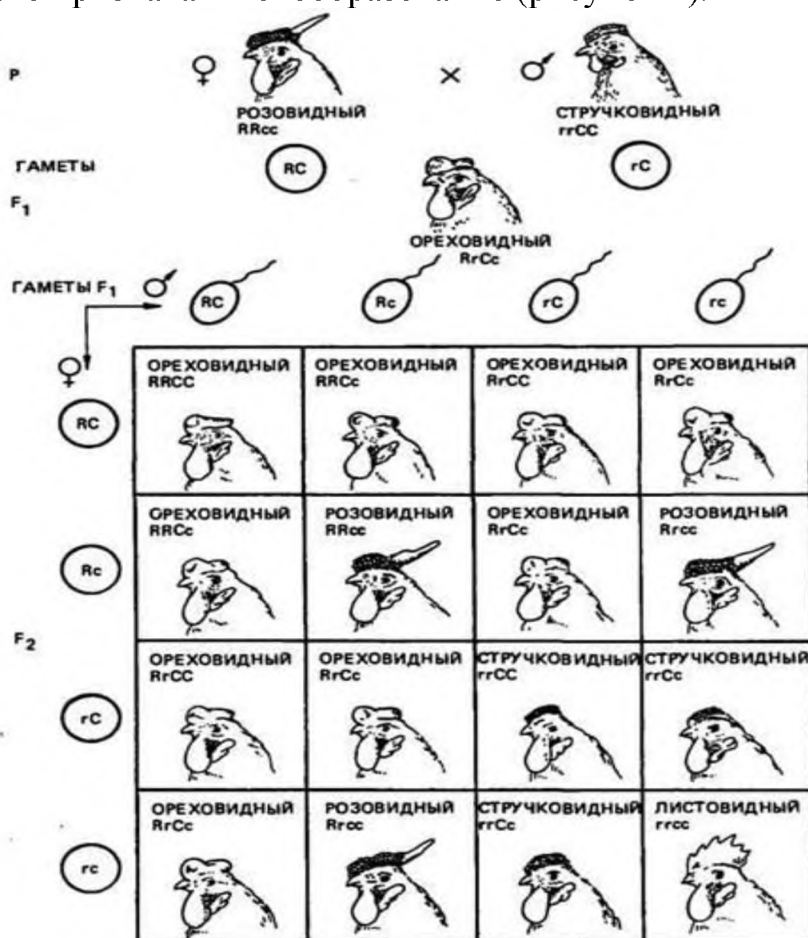 P ♀ × ♂
РОЗОВИДНЫЙ СТРУЧКОВИДНЫЙ
RRcc rrCC
ГАМЕТЫ RC rC
F1
ОРЕХОВИДНЫЙ
RrCc
ГАМЕТЫ F1 ♂ RC Rc rC rc
♀
ОРЕХОВИДНЫЙ ОРЕХОВИДНЫЙ ОРЕХОВИДНЫЙ ОРЕХОВИДНЫЙ
RRCC RRCc RrCC RrCc
RC
ОРЕХОВИДНЫЙ РОЗОВИДНЫЙ ОРЕХОВИДНЫЙ РОЗОВИДНЫЙ
RRCc RRcc RrCc Rrcc
Rc
F2
ОРЕХОВИДНЫЙ ОРЕХОВИДНЫЙ СТРУЧКОВИДНЫЙ СТРУЧКОВИДНЫЙ
RrCC RrCc rrCC rrCc
rC
ОРЕХОВИДНЫЙ РОЗОВИДНЫЙ СТРУЧКОВИДНЫЙ ЛИСТОВИДНЫЙ
RrCc Rrcc rrCc rrcc
rc